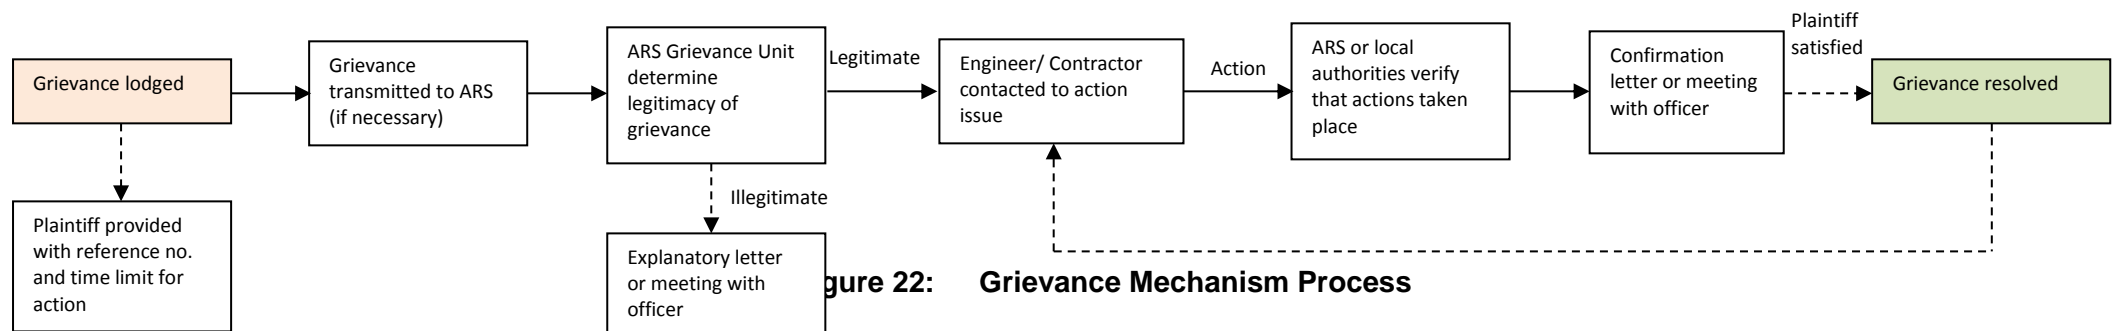 Grievance lodged
Plaintiff provided
with reference no.
and time limit for
action
Grievance
transmitted to ARS
(if necessary)
ARS Grievance Unit
determine
legitimacy of
grievance
Legitimate
Illegitimate
Explanatory letter
or meeting with
officer
Engineer/ Contractor
contacted to action
issue
Action
ARS or local
authorities verify
that actions taken
place
Confirmation
letter or meeting
with officer
Plaintiff
satisfied
Grievance resolved
gure 22: Grievance Mechanism Process